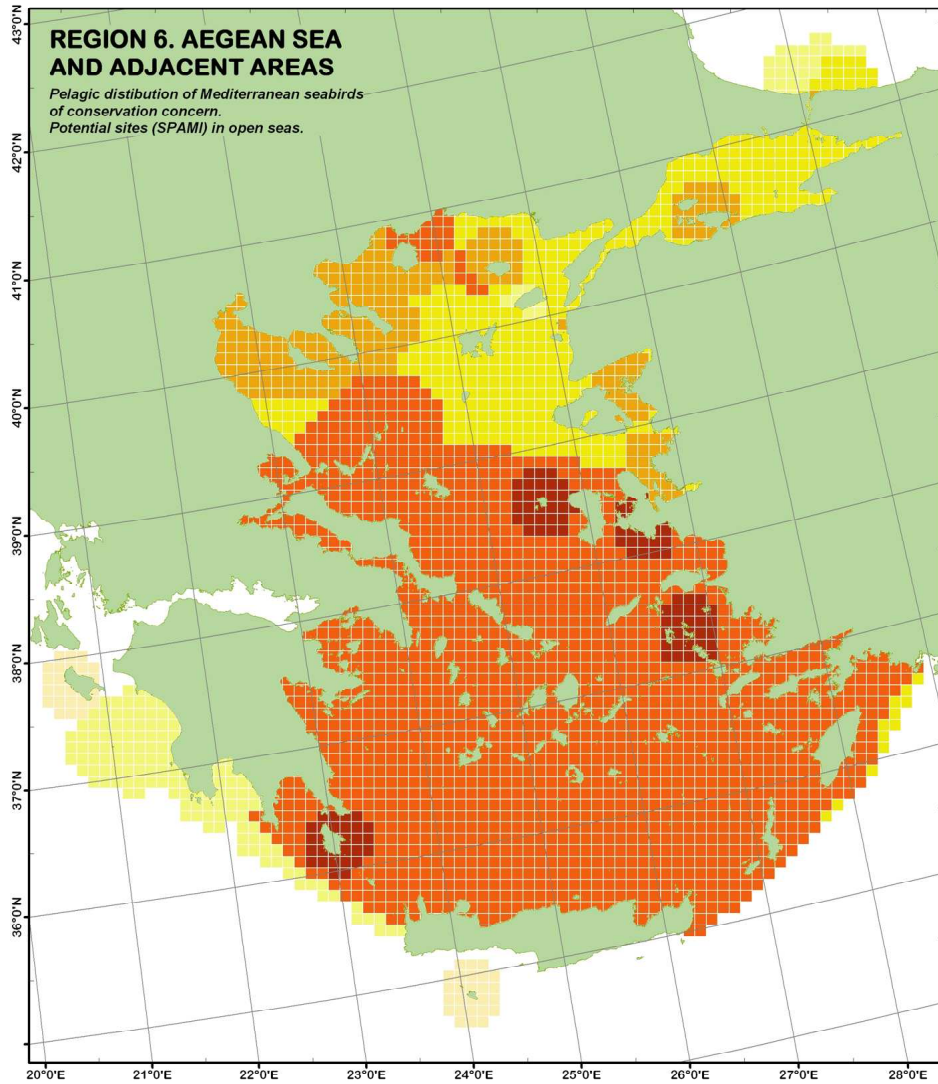 REGION 6. AEGEAN SEA
AND ADJACENT AREAS
Pelagic distibution of Mediterranean seabirds
of conservation concern.
Potential sites (SPAMI) in open seas.
43°0'N
42°0'N
41°0'N
40°0'N
39°0'N
38°0'N
37°0'N
36°0'N
20°0'E
21°0'E
22°0'E
23°0'E
24°0'E
25°0'E
26°0'E
27°0'E
28°0'E